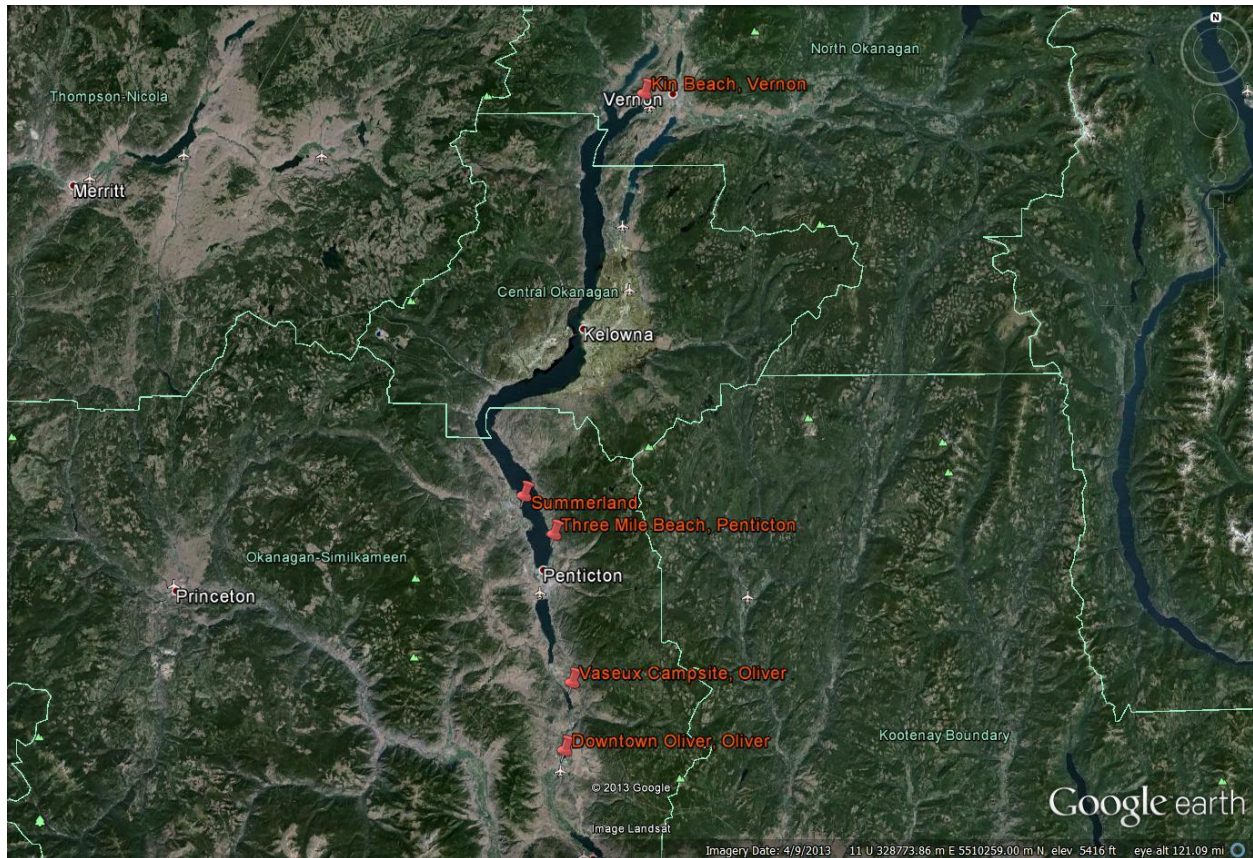 N
North Okanagan
Thompson-Nicola
Kin Beach, Vernon
Vernon
Merritt
Central Okanagan
Kelowna
Summerland
Three Mile Beach, Penticton
Okanagan-Similkameen
Penticton
Princeton
Vaseux Campsite, Oliver
Kootenay Boundary
Downtown Oliver, Oliver
© 2013 Google
Google earth
Image Landsat
Imagery Date: 4/9/2013 11 U 328773.86 m E 5510259.00 m N elev 5416 ft eye alt 121.09 mi